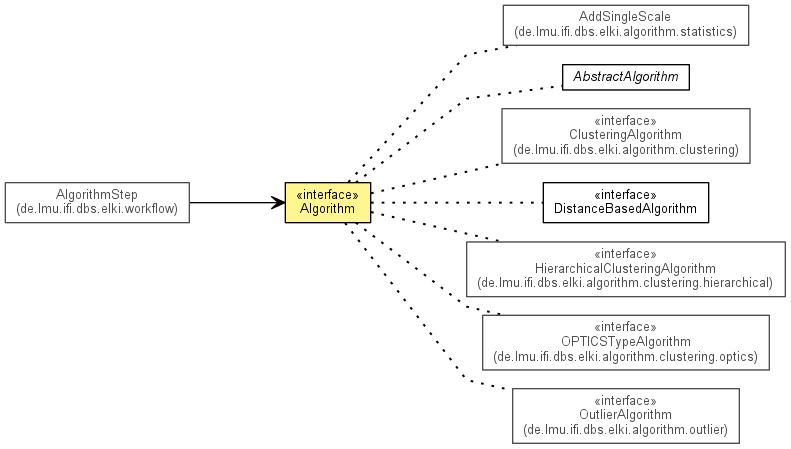 AddSingleScale
(de.lmu.ifi.dbs.elki.algorithm.statistics)
AbstractAlgorithm
«interface»
ClusteringAlgorithm
(de.lmu.ifi.dbs.elki.algorithm.clustering)
AlgorithmStep
(de.lmu.ifi.dbs.elki.workflow)
«interface»
Algorithm
«interface»
DistanceBasedAlgorithm
«interface»
HierarchicalClusteringAlgorithm
(de.lmu.ifi.dbs.elki.algorithm.clustering.hierarchical)
«interface»
OPTICSTypeAlgorithm
(de.lmu.ifi.dbs.elki.algorithm.clustering.optics)
«interface»
OutlierAlgorithm
(de.lmu.ifi.dbs.elki.algorithm.outlier)